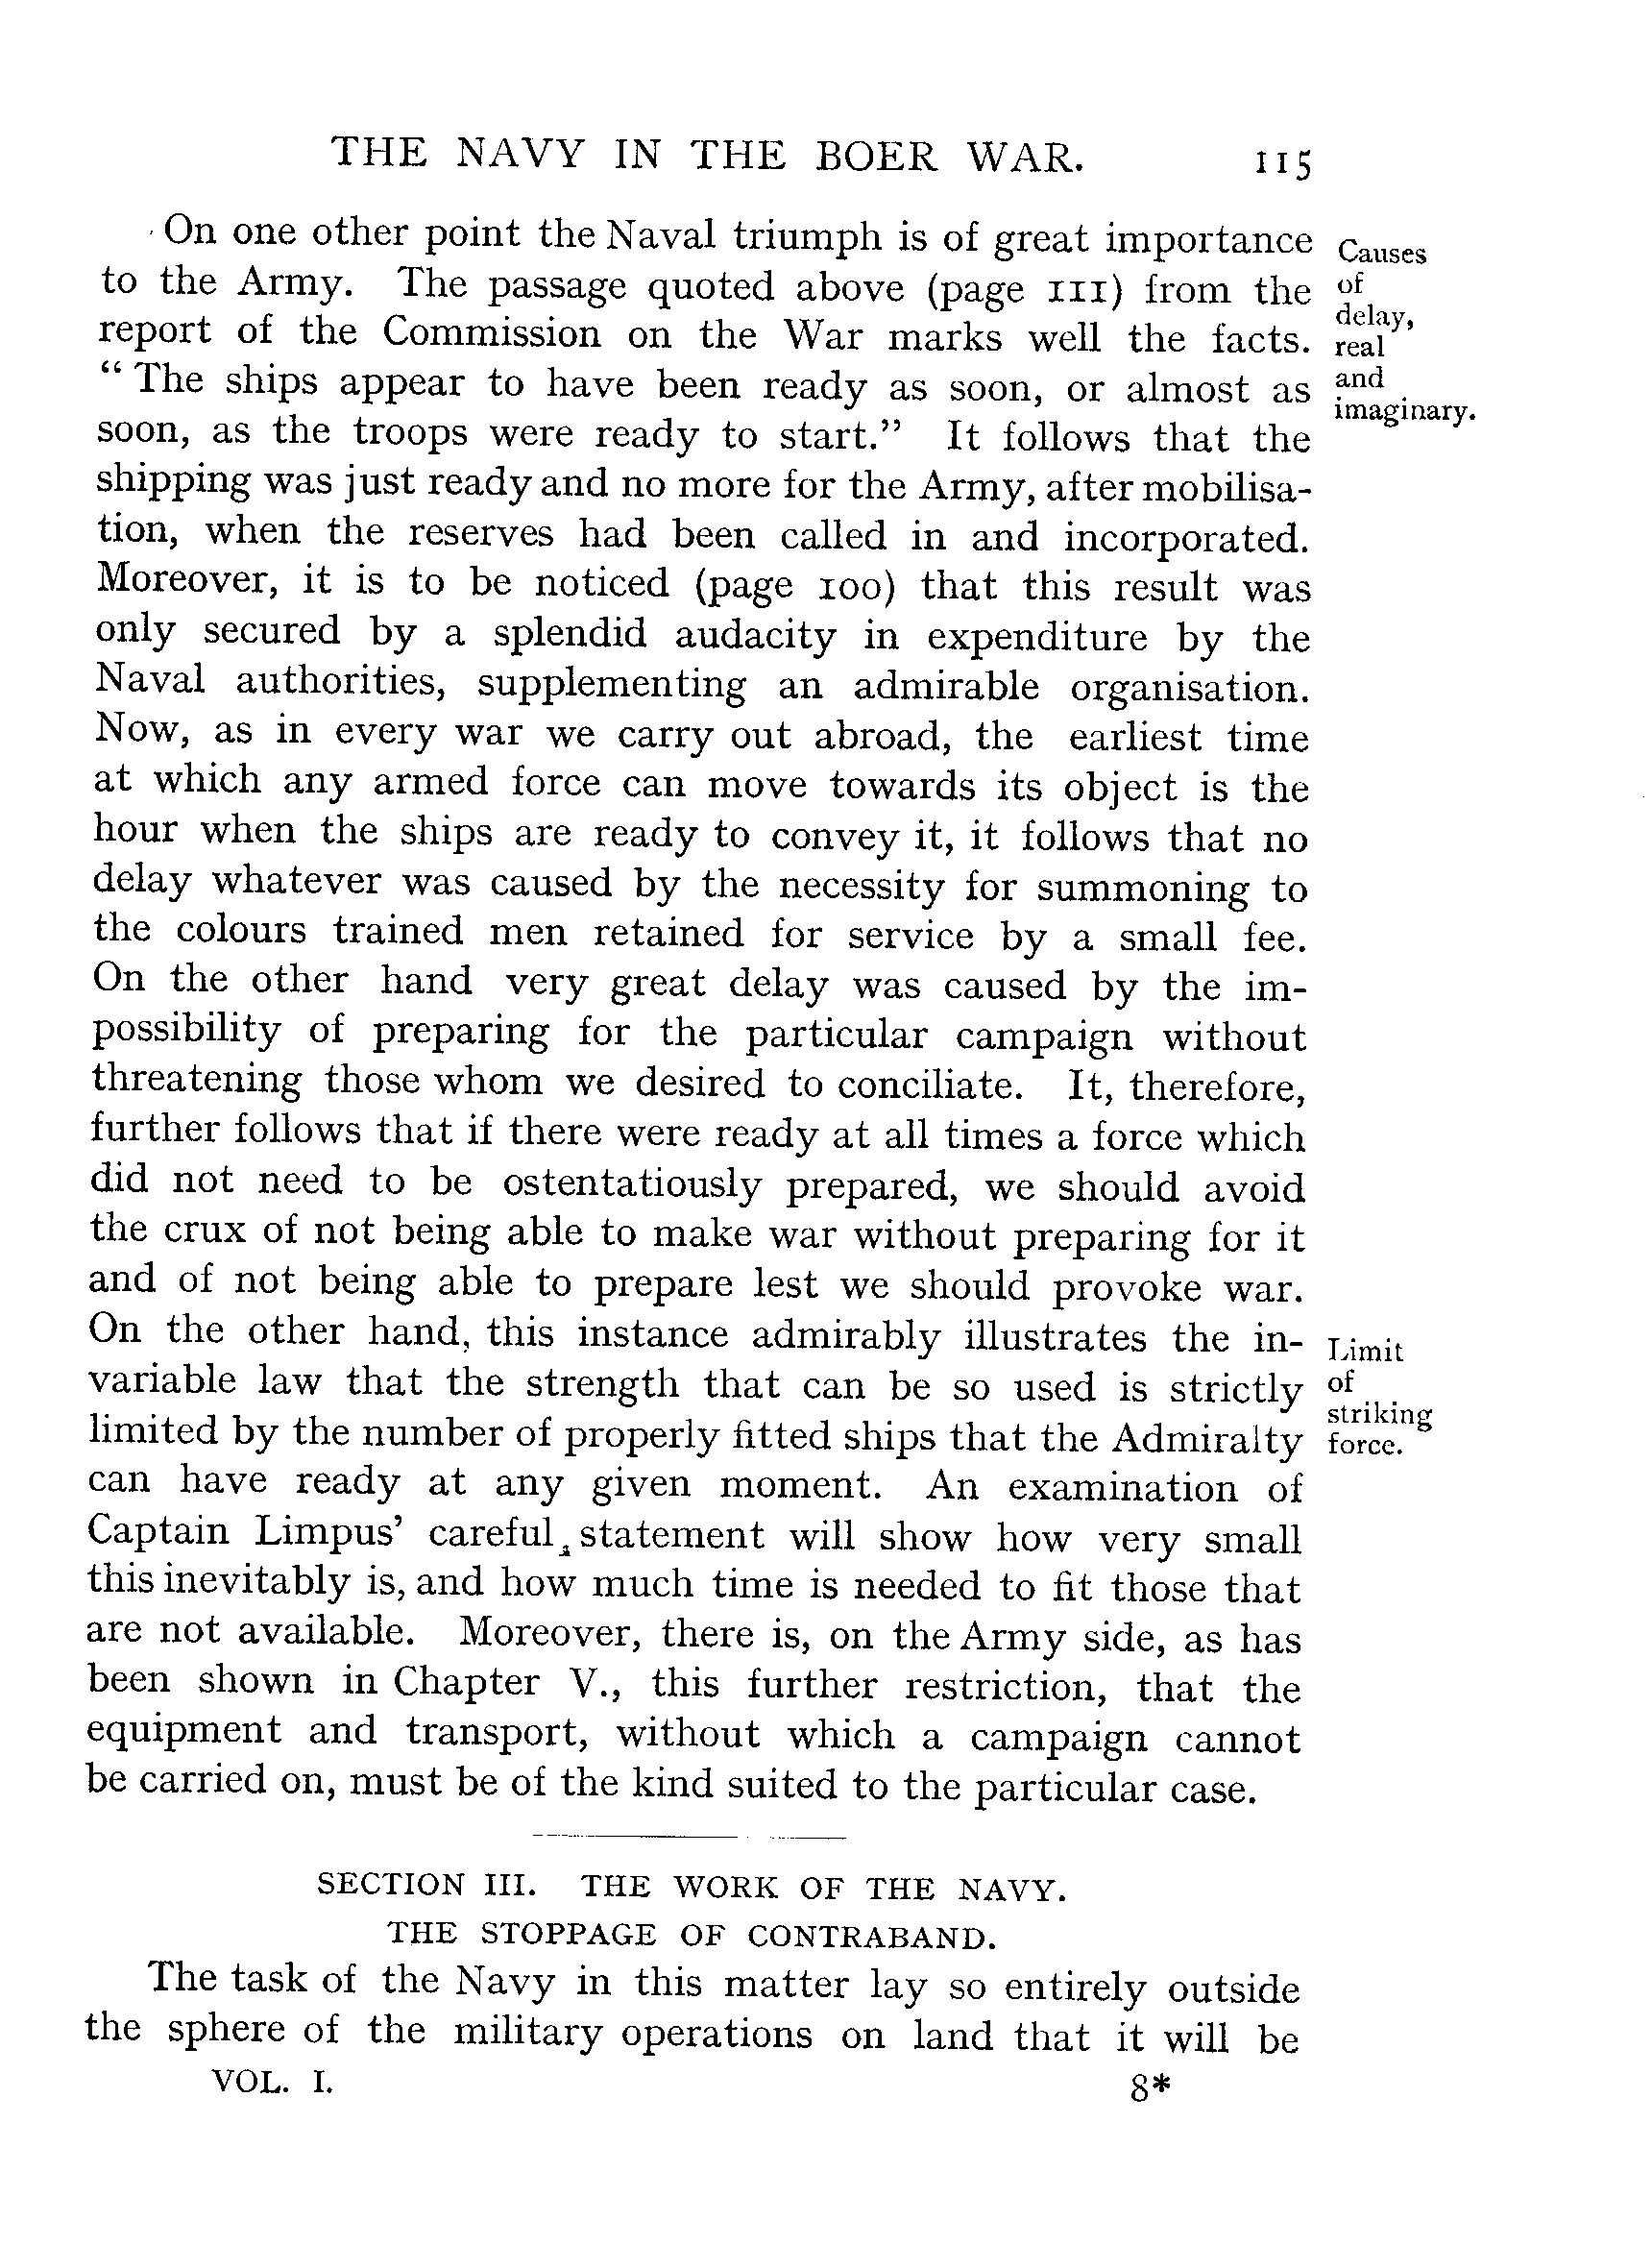 THE NAVY IN THE BOER WAR. 115
On one other point the Naval triumph is of great importance
to the Army. The passage quoted above (page 111) from the
report of the Commission on the War marks well the facts.
“ The ships appear to have been ready as soon, or almost as
soon, as the troops were ready to start.” It follows that the
shipping was just ready and no more for the Army, after mobilisa-
tion, when the reserves had been called in and incorporated.
Moreover, it is to be noticed (page 100) that this result was
only secured by a splendid audacity in expenditure by the
Naval authorities, supplementing an admirable organisation.
Now, as in every war we carry out abroad, the earliest time
at which any armed force can move towards its object is the
hour when the ships are ready to convey it, it follows that no
delay whatever was caused by the necessity for summoning to
the colours trained men retained for service by a small fee.
On the other hand very great delay was caused by the im-
possibility of preparing for the particular campaign without
threatening those whom we desired to conciliate. It, therefore,
further follows that if there were ready at all times a force which
did not need to be ostentatiously prepared, we should avoid
the crux of not being able to make war without preparing for it
and of not being able to prepare lest we should provoke war.
On the other hand, this instance admirably illustrates the in-
variable law that the strength that can be so used is strictly
limited by the number of properly fitted ships that the Admiralty
can have ready at any given moment. An examination of
Captain Limpus’ careful statement will show how very small
this inevitably is, and how much time is needed to fit those that
are not available. Moreover, there is, on the Army side, as has
been shown in Chapter V., this further restriction, that the
equipment and transport, without which a campaign cannot
be carried on, must be of the kind suited to the particular case.
Causes
of
delay,
real
and
imaginary.
Limit
of
striking
force.
SECTION III. THE WORK OF THE NAVY.
THE STOPPAGE OF CONTRABAND.
The task of the Navy in this matter lay so entirely outside
the sphere of the military operations on land that it will be
VOL. I. 8*